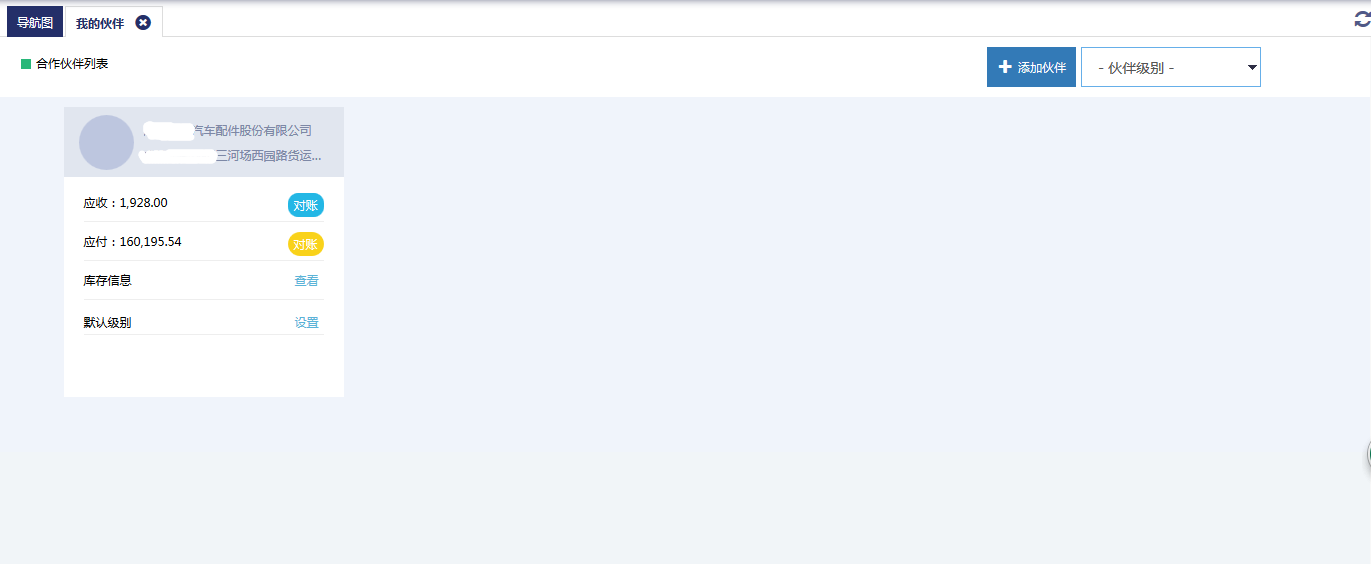 导航图
我的伙伴
合作伙伴列表
添加伙伴
- 伙伴级别 -
汽车配件股份有限公司
三河场西园路货运...
应收：1,928.00
对账
应付：160,195.54
对账
库存信息
查看
默认级别
设置